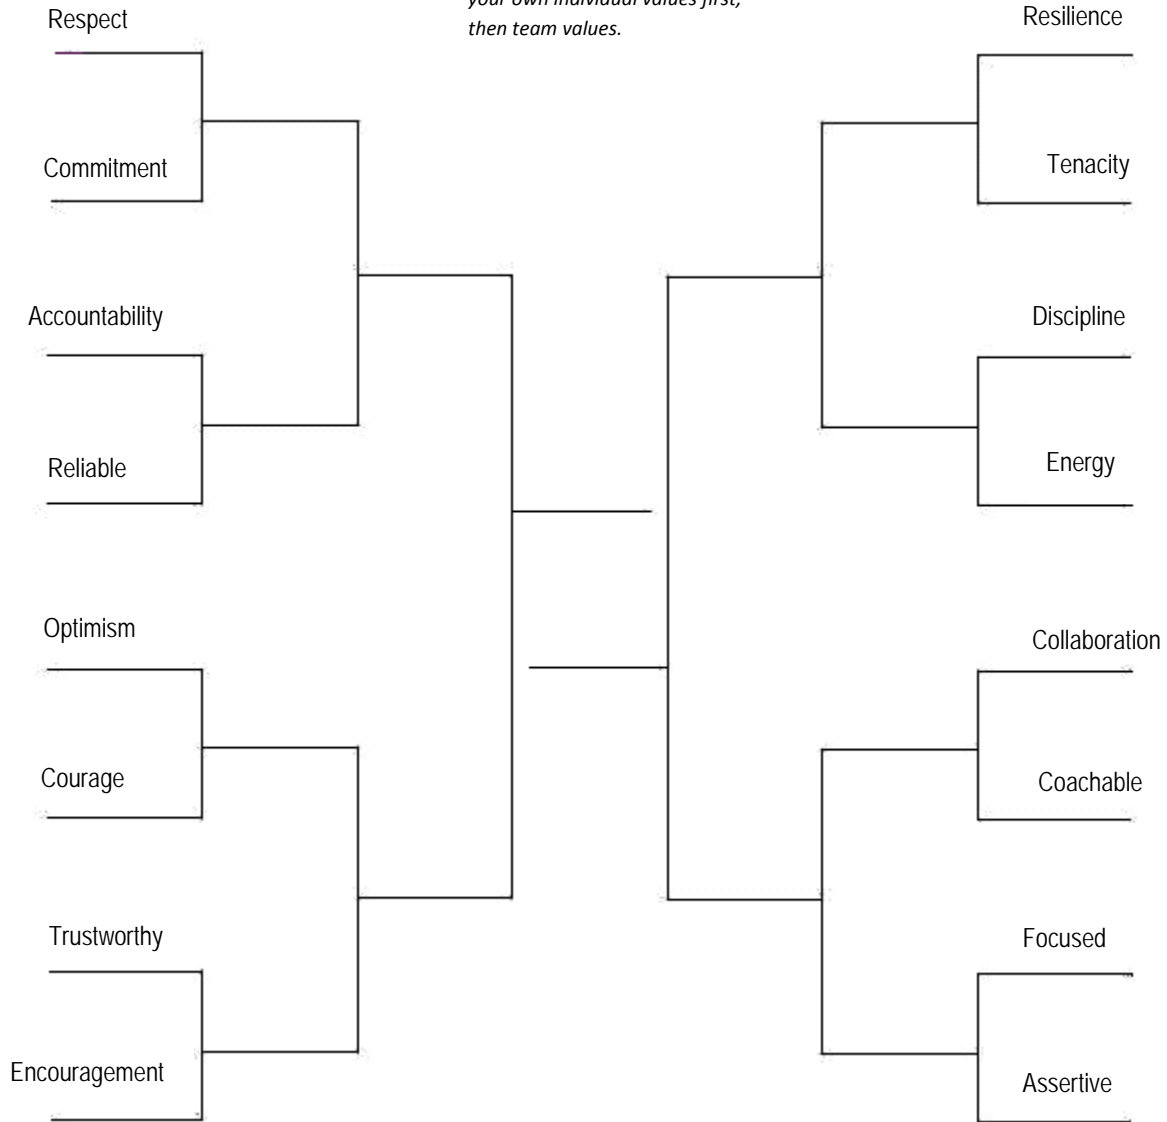 your own individual values first,
then team values.
Respect
Commitment
Accountability
Reliable
Optimism
Courage
Trustworthy
Encouragement
Resilience
Tenacity
Discipline
Energy
Collaboration
Coachable
Focused
Assertive